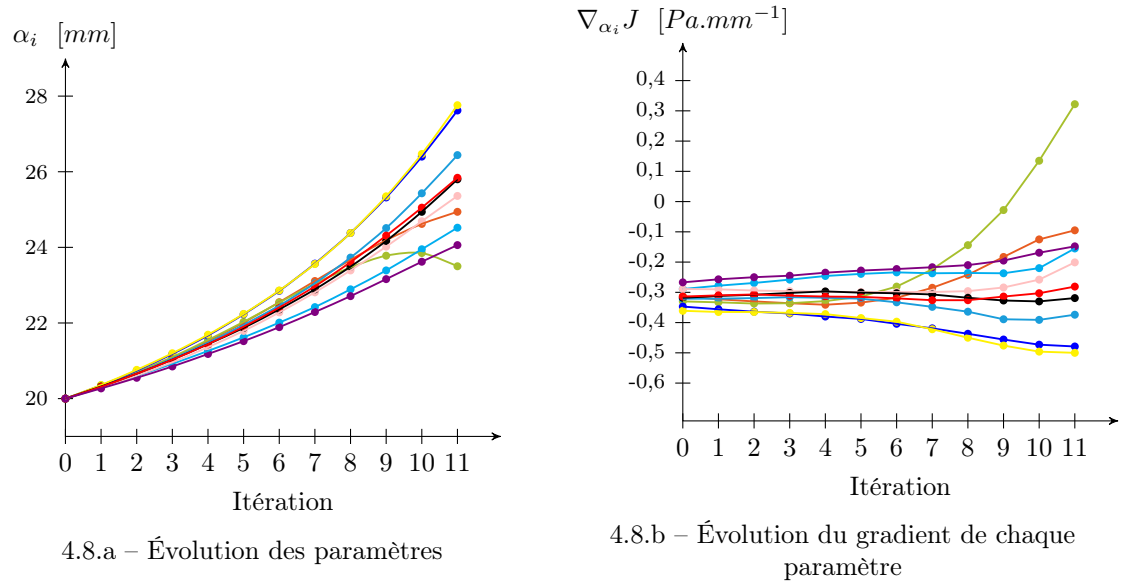 α_i [mm]
28
26
24
22
20
0 1 2 3 4 5 6 7 8 9 10 11
Itération
4.8.a – Évolution des paramètres
∇_{α_i} J [Pa.mm^{−1}]
0,4
0,3
0,2
0,1
0
-0,1
-0,2
-0,3
-0,4
-0,5
-0,6
0 1 2 3 4 5 6 7 8 9 10 11
Itération
4.8.b – Évolution du gradient de chaque
paramètre